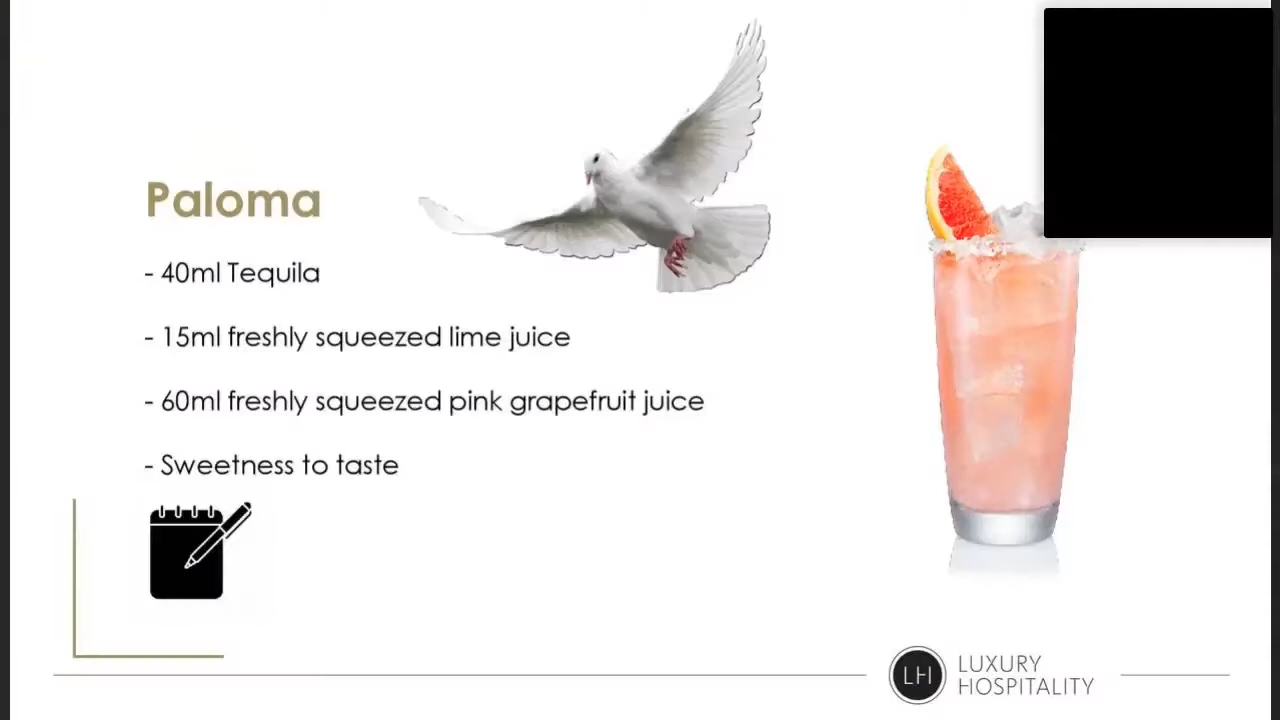 Paloma
- 40ml Tequila
- 15ml freshly squeezed lime juice
- 60ml freshly squeezed pink grapefruit juice
- Sweetness to taste
LH
LUXURY
HOSPITALITY